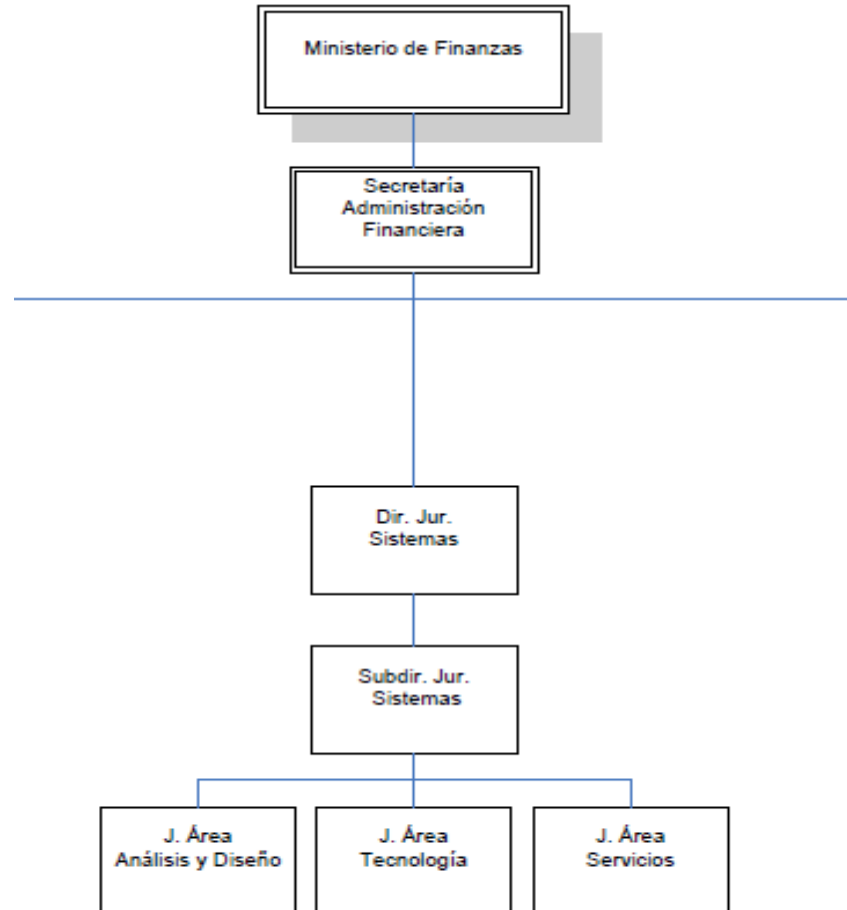 Ministerio de Finanzas
Secretaría
Administración
Financiera
Dir. Jur.
Sistemas
Subdir. Jur.
Sistemas
J. Área
Análisis y Diseño
J. Área
Tecnología
J. Área
Servicios